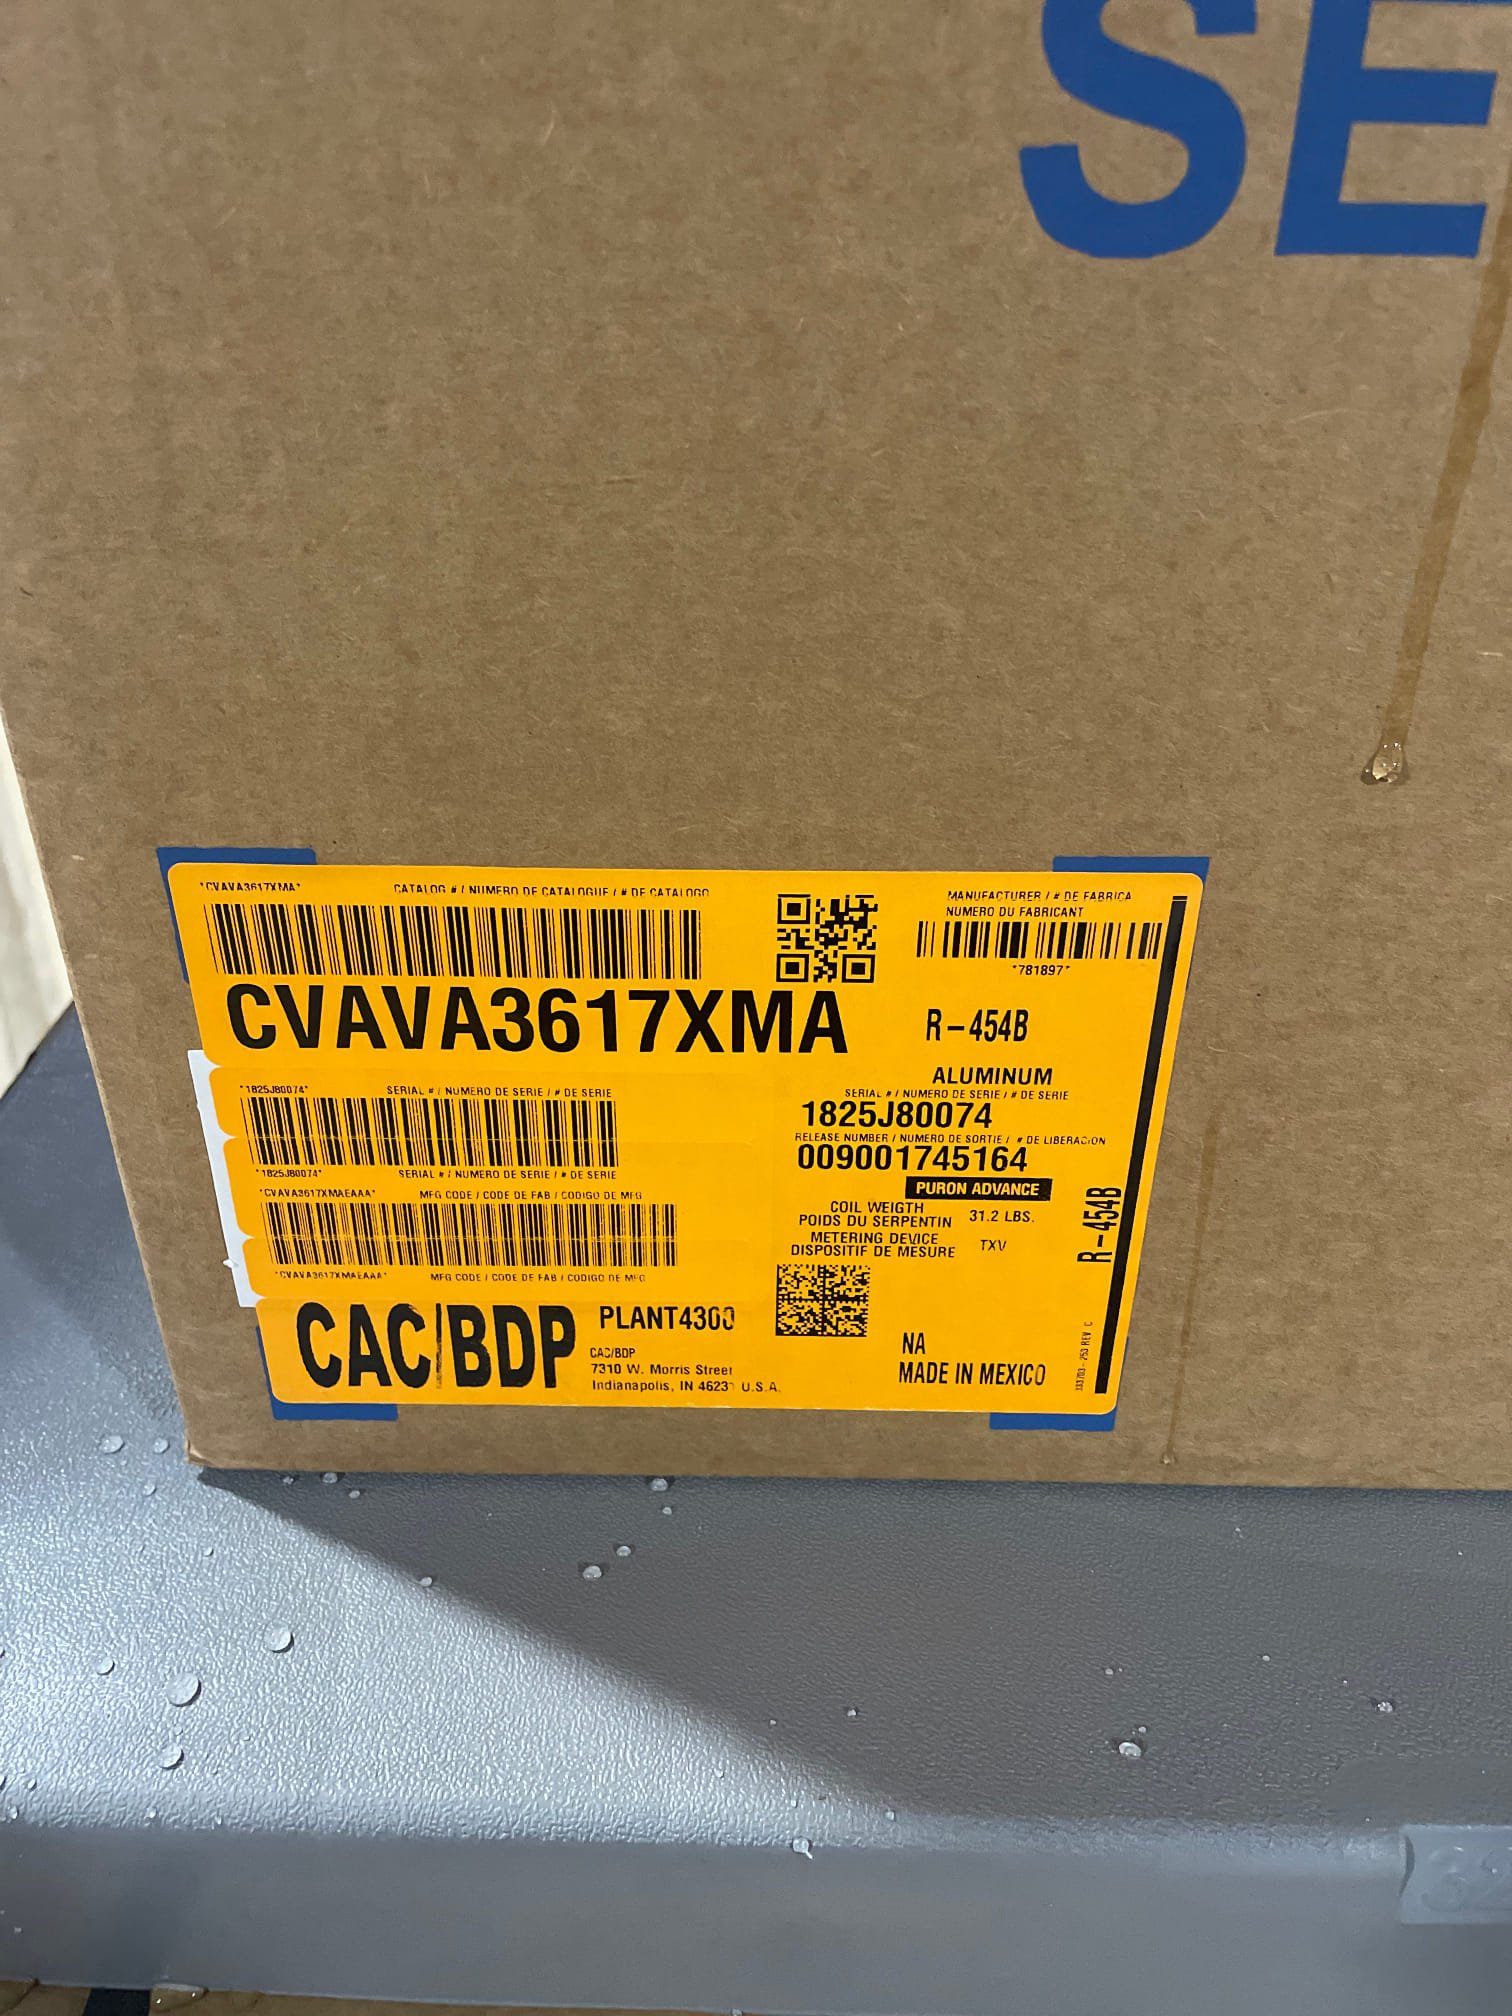 SE
*CVAVA3617XMA*
CATALOG # / NUMERO DE CATALOGUE / # DE CATALOGO
CVAVA3617XMA
MANUFACTURER / # DE FABRICA
NUMERO DU FABRICANT
*781897*
R-454B
ALUMINUM
*1825J80074*
SERIAL # / NUMERO DE SERIE / # DE SERIE
*1825J80074*
SERIAL # / NUMERO DE SERIE / # DE SERIE
*CVAVA3617XMAEAAA*
MFG CODE / CODE DE FAB / CODIGO DE MFG
*CVAVA3617XMAEAAA*
MFG CODE / CODE DE FAB / CODIGO DE MFG
SERIAL # / NUMERO DE SERIE / # DE SERIE
1825J80074
RELEASE NUMBER / NUMERO DE SORTIE / # DE LIBERACION
009001745164
PURON ADVANCE
COIL WEIGTH
POIDS DU SERPENTIN
31.2 LBS.
METERING DEVICE
DISPOSITIF DE MESURE
TXV
R-454B
CAC/BDP
PLANT4300
CAC/BDP
7310 W. Morris Street
Indianapolis, IN 46231 U.S.A.
NA
MADE IN MEXICO
333703-253 REV C